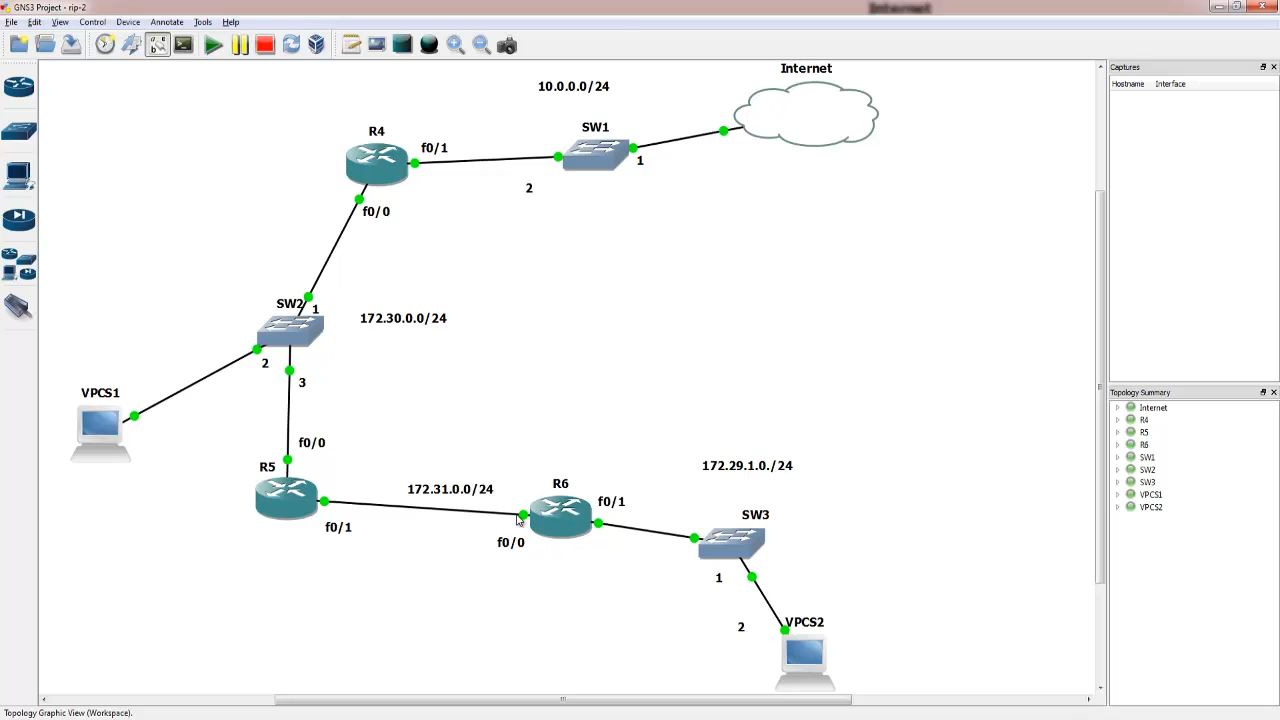 GNS3 Project - rip-2
File Edit View Control Device Annotate Tools Help
Internet
Internet
10.0.0.0/24
SW1
R4
f0/1
1
2
f0/0
SW2
1
172.30.0.0/24
2
3
VPCS1
f0/0
R5
172.29.1.0./24
172.31.0.0/24
R6
f0/1
SW3
f0/1
f0/0
1
2
VPCS2
Captures
Hostname Interface
Topology Summary
Internet
R4
R5
R6
SW1
SW2
SW3
VPCS1
VPCS2
Topology Graphic View (Workspace).